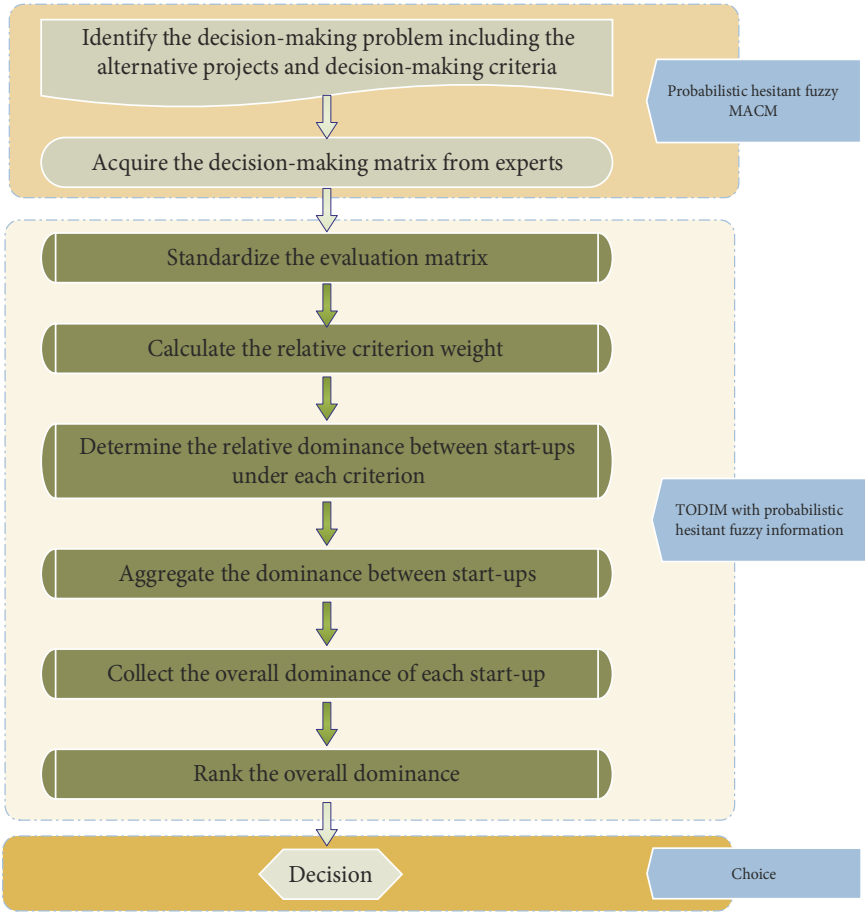 Identify the decision-making problem including the
alternative projects and decision-making criteria
Probabilistic hesitant fuzzy
MACM
Acquire the decision-making matrix from experts
Standardize the evaluation matrix
Calculate the relative criterion weight
Determine the relative dominance between start-ups
under each criterion
TODIM with probabilistic
hesitant fuzzy information
Aggregate the dominance between start-ups
Collect the overall dominance of each start-up
Rank the overall dominance
Decision
Choice